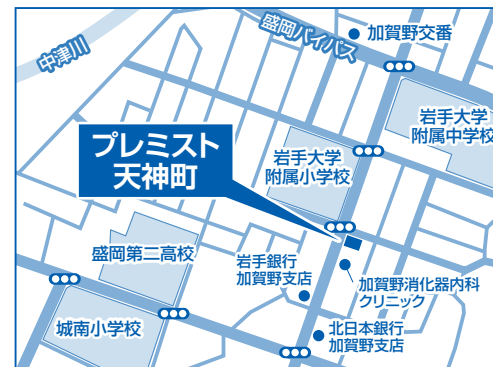 中津川
盛岡バイパス
加賀野交番
岩手大学
附属中学校
プレミスト
天神町
岩手大学
附属小学校
盛岡第二高校
岩手銀行
加賀野支店
加賀野消化器内科
クリニック
城南小学校
北日本銀行
加賀野支店